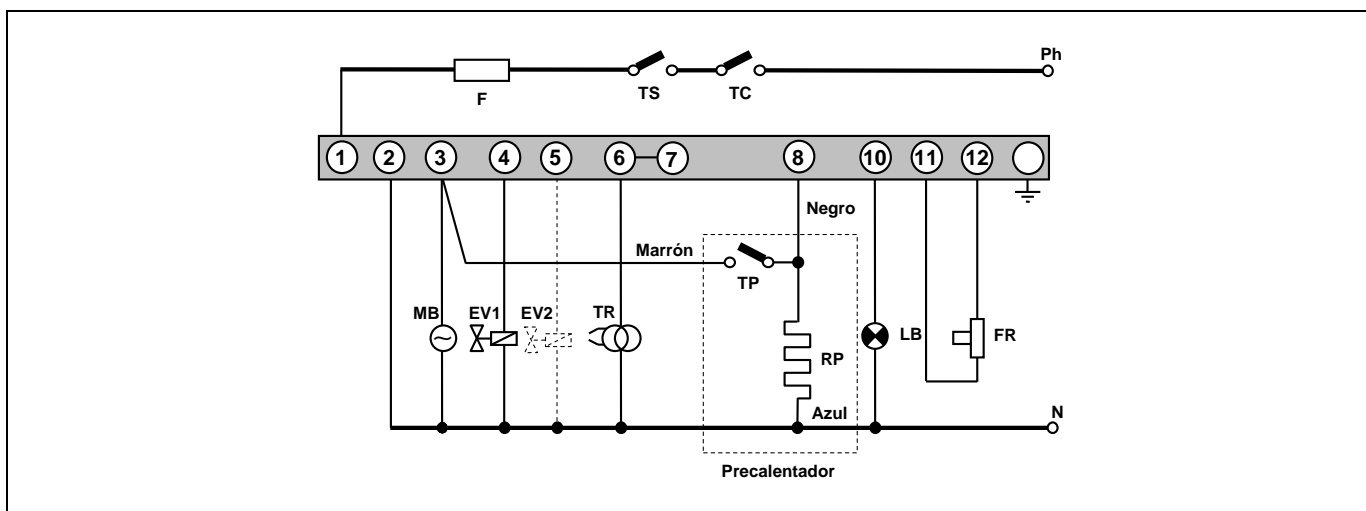 Ph
F TS TC
1 2 3 4 5 6 7 8 10 11 12
Negro
Marrón
TP
MB EV1 EV2 TR LB FR
RP
Azul
N
Precalentador